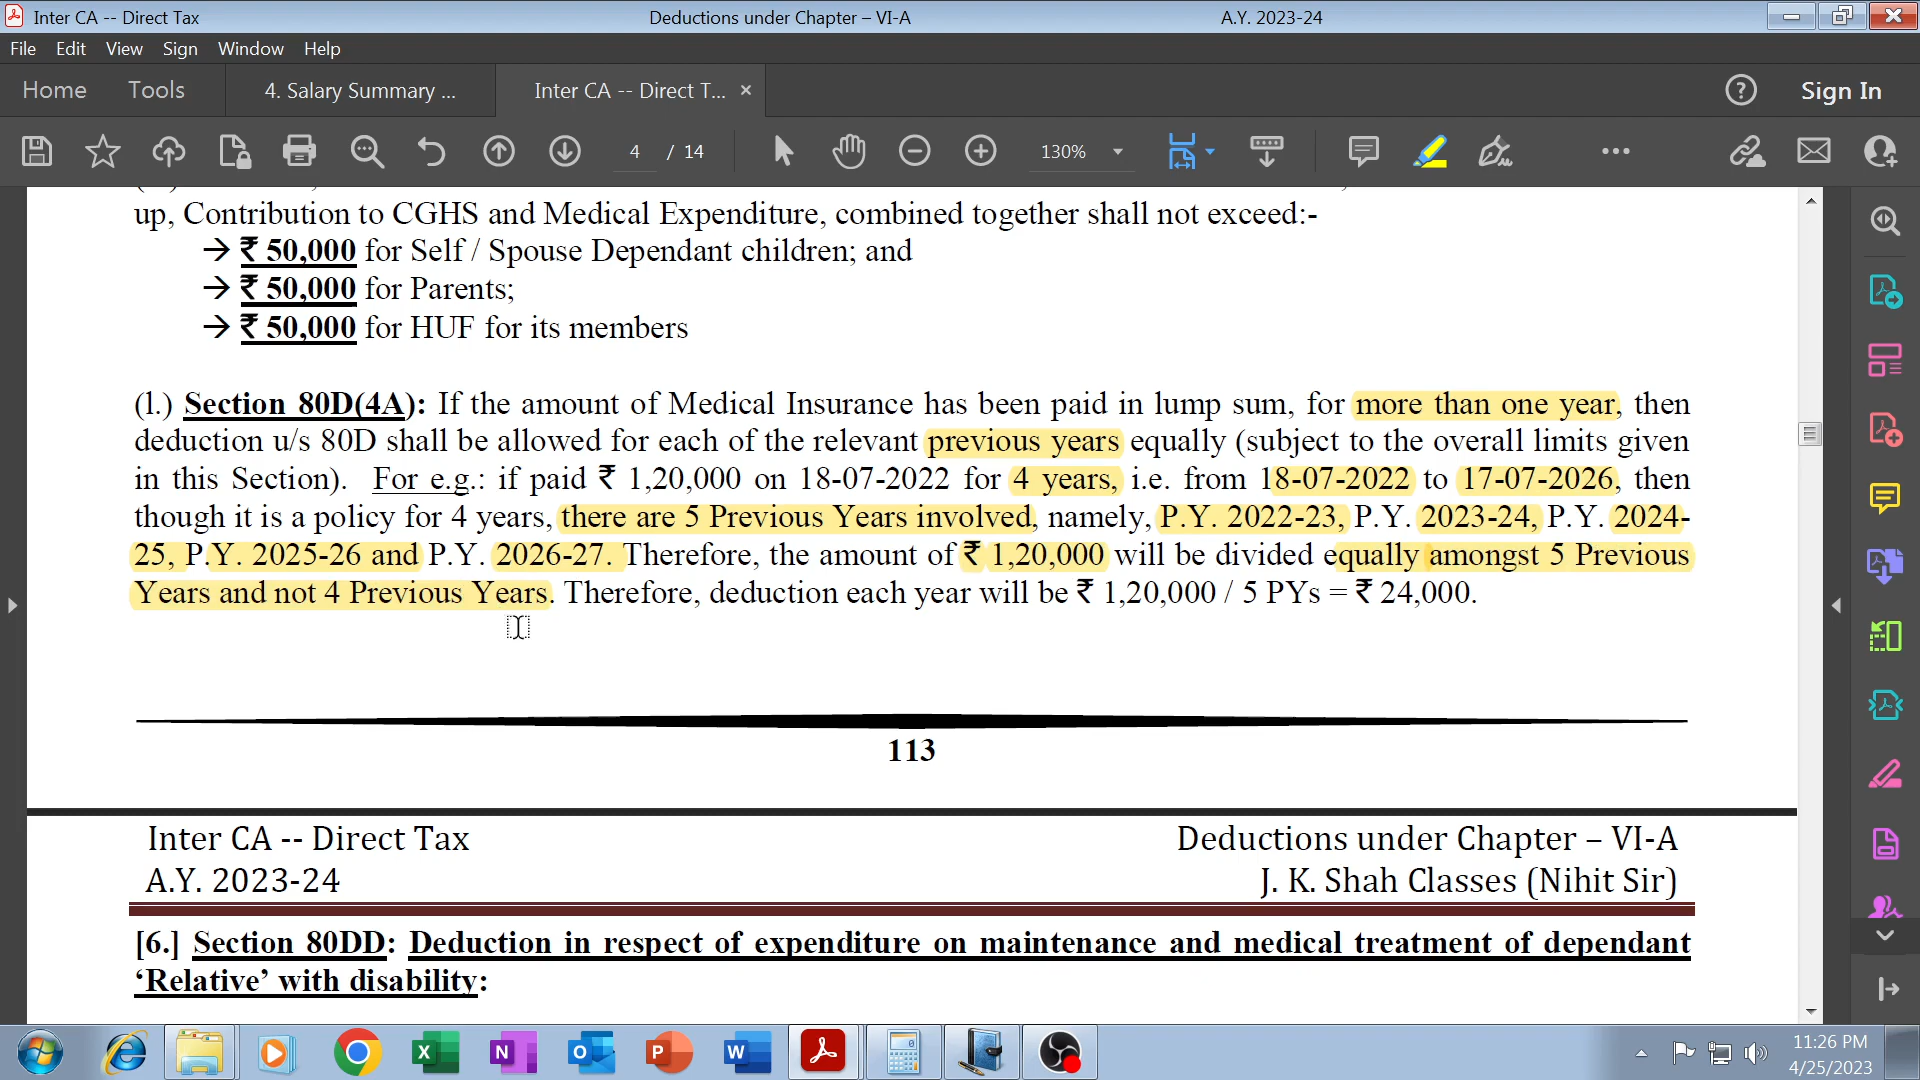 Inter CA -- Direct Tax Deductions under Chapter – VI-A A.Y. 2023-24
File Edit View Sign Window Help
Home Tools 4. Salary Summary ... Inter CA -- Direct T... × Sign In
4 / 14 130%
up, Contribution to CGHS and Medical Expenditure, combined together shall not exceed:-
→ ₹ 50,000 for Self / Spouse Dependant children; and
→ ₹ 50,000 for Parents;
→ ₹ 50,000 for HUF for its members
(l.) Section 80D(4A): If the amount of Medical Insurance has been paid in lump sum, for more than one year, then
deduction u/s 80D shall be allowed for each of the relevant previous years equally (subject to the overall limits given
in this Section). For e.g.: if paid ₹ 1,20,000 on 18-07-2022 for 4 years, i.e. from 18-07-2022 to 17-07-2026, then
though it is a policy for 4 years, there are 5 Previous Years involved, namely, P.Y. 2022-23, P.Y. 2023-24, P.Y. 2024-
25, P.Y. 2025-26 and P.Y. 2026-27. Therefore, the amount of ₹ 1,20,000 will be divided equally amongst 5 Previous
Years and not 4 Previous Years. Therefore, deduction each year will be ₹ 1,20,000 / 5 PYs = ₹ 24,000.
113
Inter CA -- Direct Tax Deductions under Chapter – VI-A
A.Y. 2023-24 J. K. Shah Classes (Nihit Sir)
[6.] Section 80DD: Deduction in respect of expenditure on maintenance and medical treatment of dependant
‘Relative’ with disability:
11:26 PM
4/25/2023